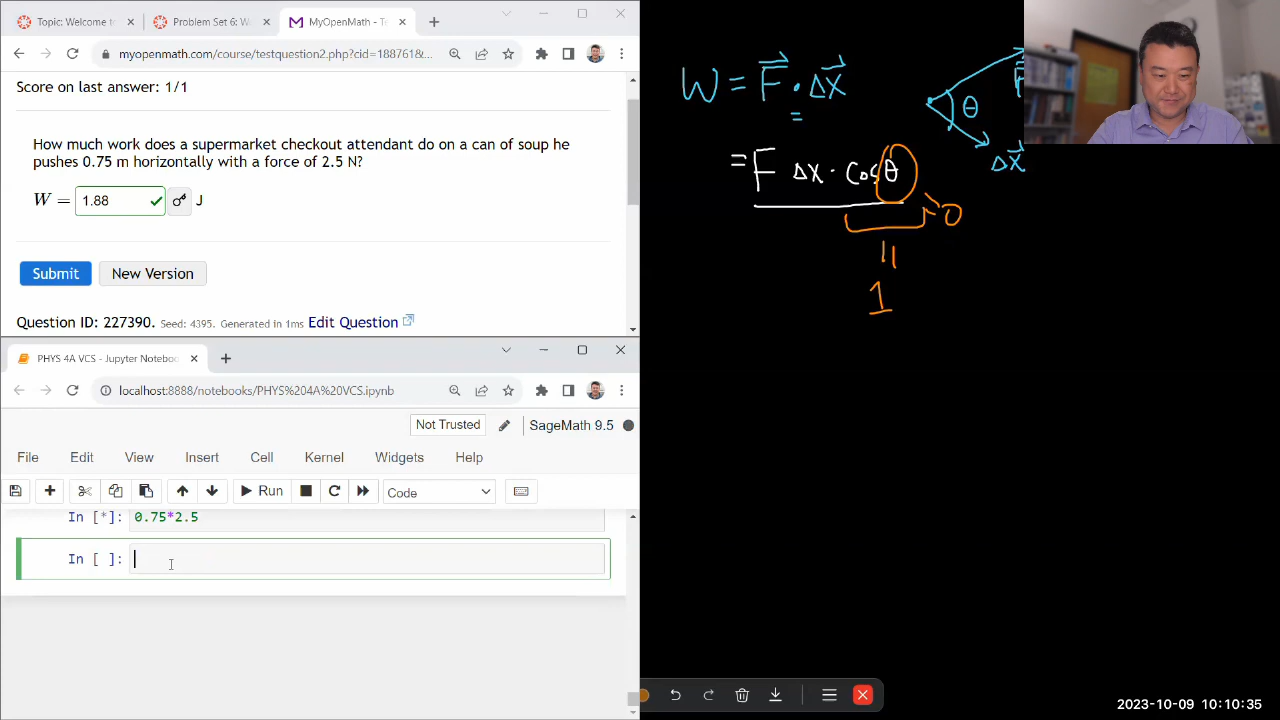 Topic: Welcome t
Problem Set 6: W
MyOpenMath - T
myopenmath.com/course/testquestion.php?cid=188761&...
Score on last answer: 1/1
How much work does a supermarket checkout attendant do on a can of soup he
pushes 0.75 m horizontally with a force of 2.5 N?
W = 1.88 J
Submit
New Version
Question ID: 227390. Seed: 4395. Generated in 1ms Edit Question
PHYS 4A VCS - Jupyter Noteboo
localhost:8888/notebooks/PHYS%204A%20VCS.ipynb
Not Trusted
SageMath 9.5
File Edit View Insert Cell Kernel Widgets Help
Run
Code
In [*]: 0.75*2.5
In [ ]:
W = F · Δx
= F Δx · cos θ
0
=
1
θ
F
Δx
2023-10-09 10:10:35